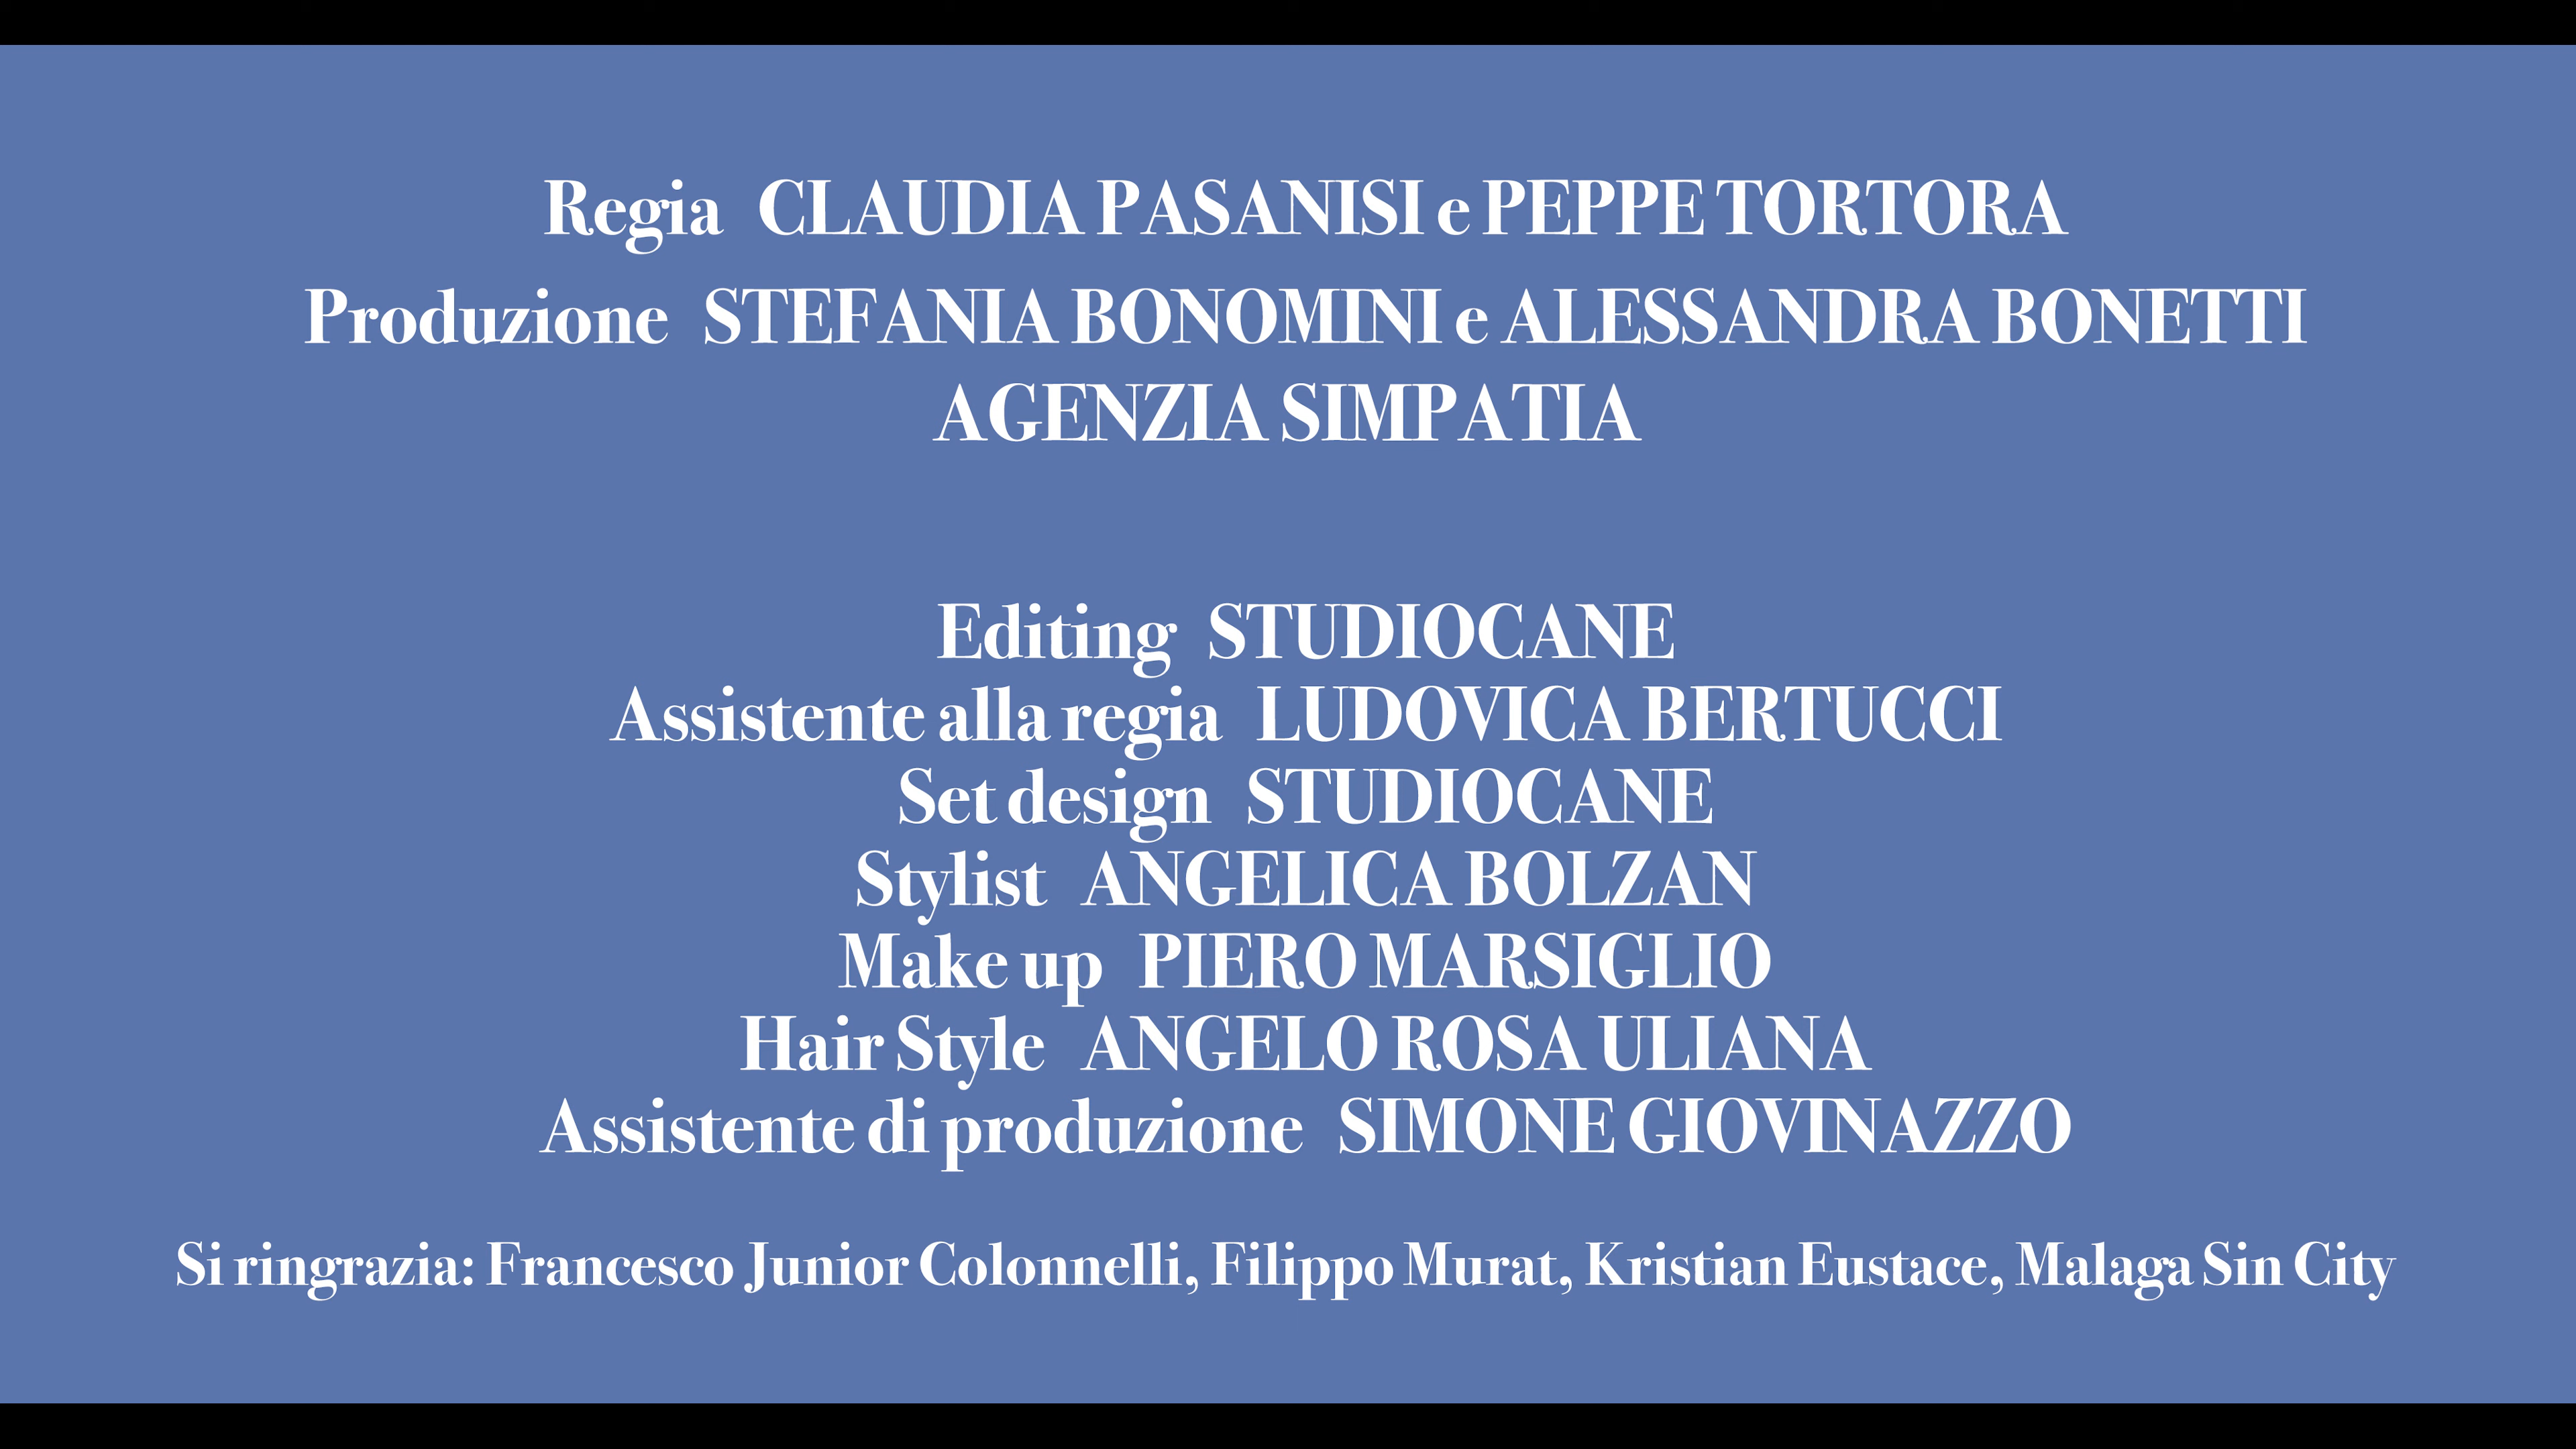 Regia CLAUDIA PASANISI e PEPPE TORTORA
Produzione STEFANIA BONOMINI e ALESSANDRA BONETTI
AGENZIA SIMPATIA
Editing STUDIOCANE
Assistente alla regia LUDOVICA BERTUCCI
Set design STUDIOCANE
Stylist ANGELICA BOLZAN
Make up PIERO MARSIGLIO
Hair Style ANGELO ROSA ULIANA
Assistente di produzione SIMONE GIOVINAZZO
Si ringrazia: Francesco Junior Colonnelli, Filippo Murat, Kristian Eustace, Malaga Sin City